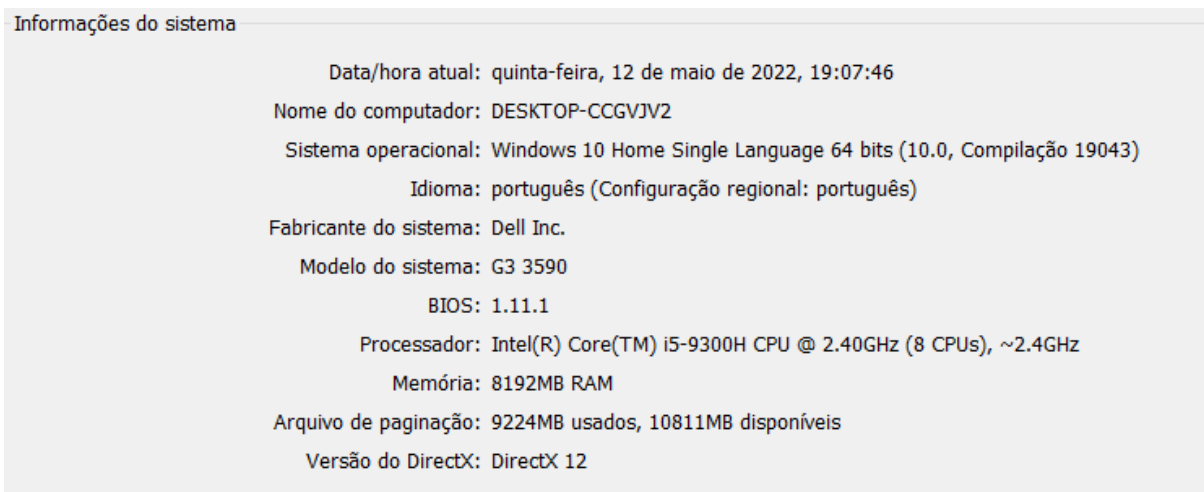 Informações do sistema
Data/hora atual: quinta-feira, 12 de maio de 2022, 19:07:46
Nome do computador: DESKTOP-CCGVJV2
Sistema operacional: Windows 10 Home Single Language 64 bits (10.0, Compilação 19043)
Idioma: português (Configuração regional: português)
Fabricante do sistema: Dell Inc.
Modelo do sistema: G3 3590
BIOS: 1.11.1
Processador: Intel(R) Core(TM) i5-9300H CPU @ 2.40GHz (8 CPUs), ~2.4GHz
Memória: 8192MB RAM
Arquivo de paginação: 9224MB usados, 10811MB disponíveis
Versão do DirectX: DirectX 12